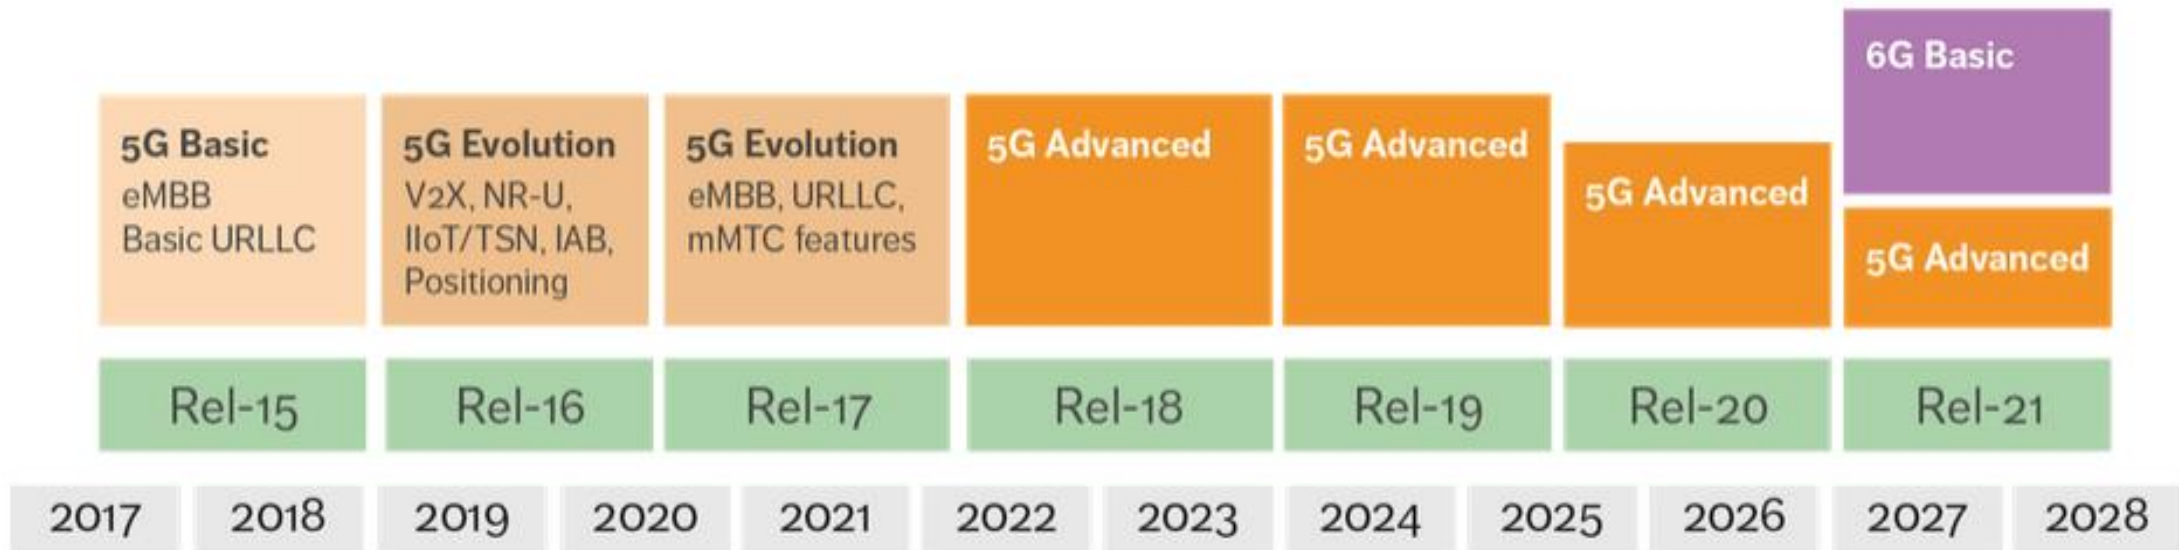 6G Basic
5G Basic
eMBB
Basic URLLC
5G Evolution
V2X, NR-U,
IIoT/TSN, IAB,
Positioning
5G Evolution
eMBB, URLLC,
mMTC features
5G Advanced
5G Advanced
5G Advanced
5G Advanced
Rel-15
Rel-16
Rel-17
Rel-18
Rel-19
Rel-20
Rel-21
2017
2018
2019
2020
2021
2022
2023
2024
2025
2026
2027
2028